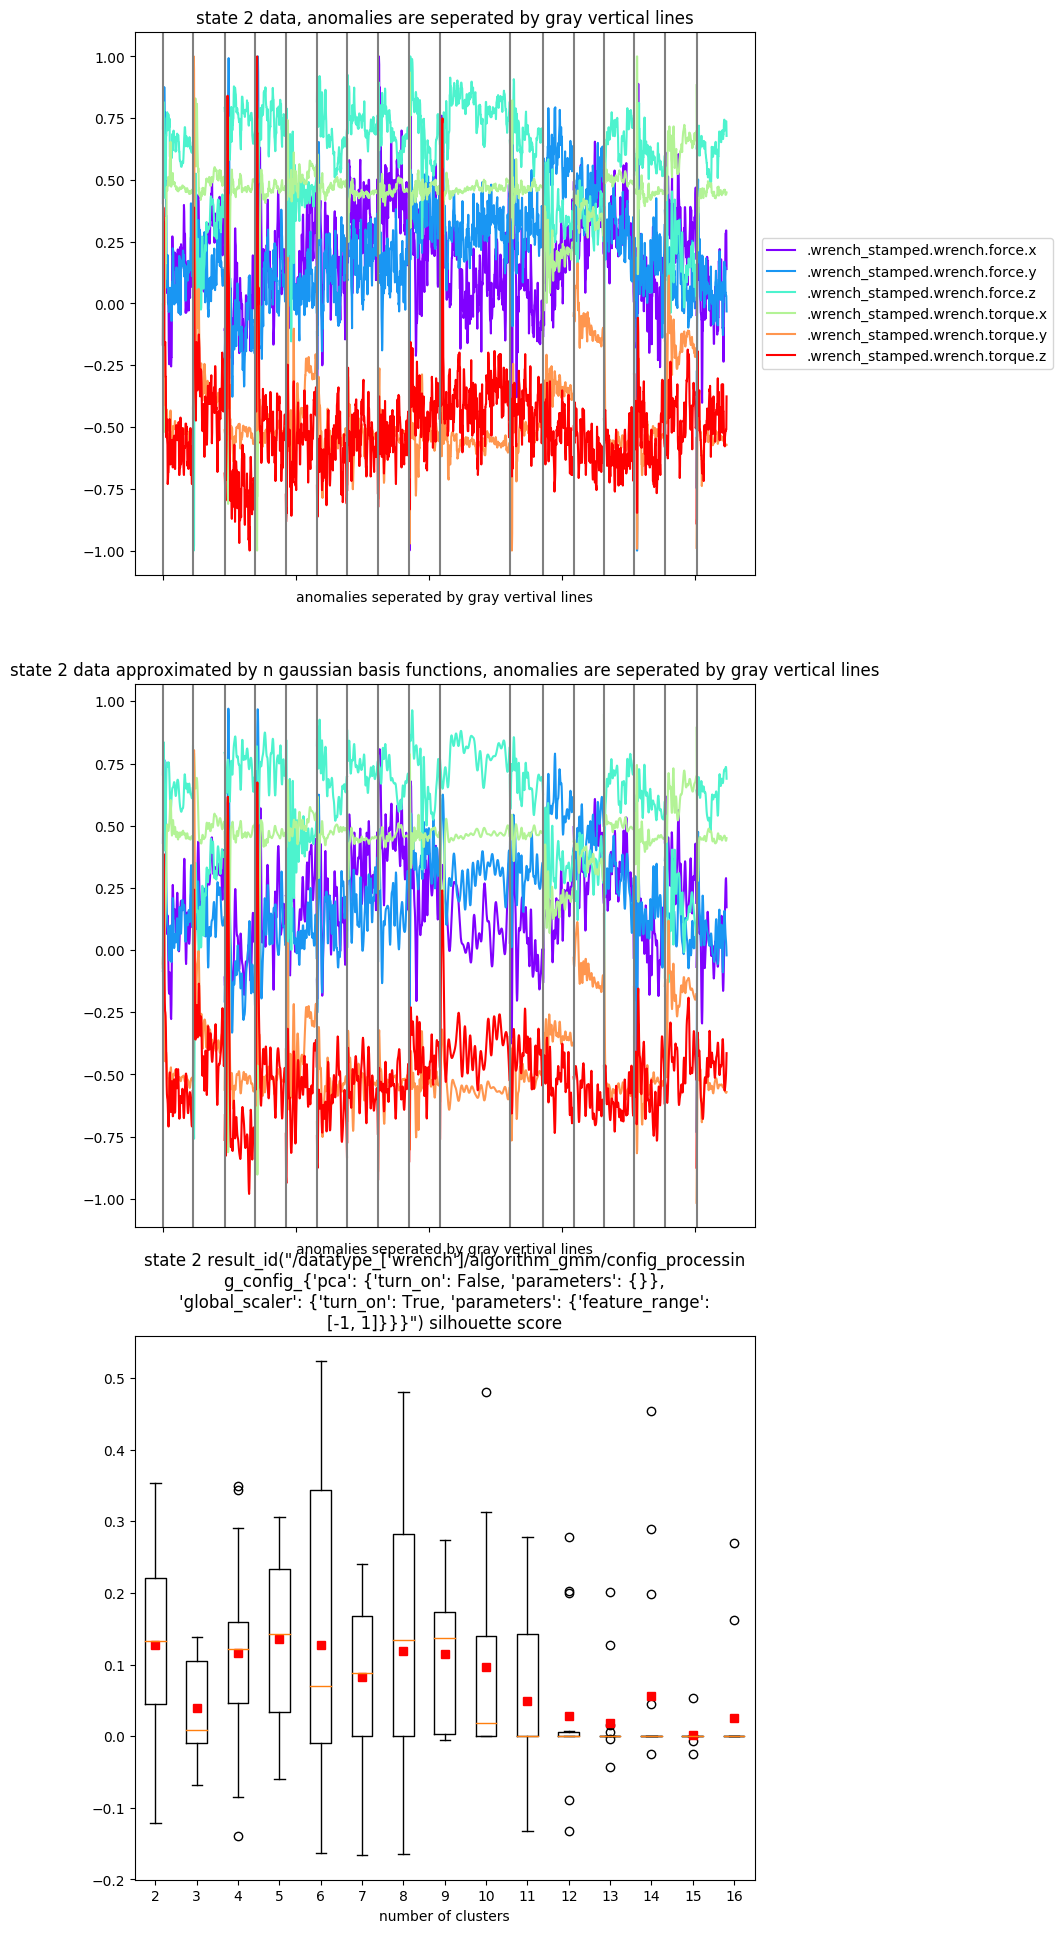 state 2 data, anomalies are seperated by gray vertical lines
1.00
0.75
0.50
0.25
0.00
−0.25
−0.50
−0.75
−1.00
anomalies seperated by gray vertival lines
.wrench_stamped.wrench.force.x
.wrench_stamped.wrench.force.y
.wrench_stamped.wrench.force.z
.wrench_stamped.wrench.torque.x
.wrench_stamped.wrench.torque.y
.wrench_stamped.wrench.torque.z
state 2 data approximated by n gaussian basis functions, anomalies are seperated by gray vertical lines
1.00
0.75
0.50
0.25
0.00
−0.25
−0.50
−0.75
−1.00
anomalies seperated by gray vertival lines
state 2 result_id("/datatype_['wrench']/algorithm_gmm/config_processin
g_config_{'pca': {'turn_on': False, 'parameters': {}},
'global_scaler': {'turn_on': True, 'parameters': {'feature_range':
[-1, 1]}}}") silhouette score
0.5
0.4
0.3
0.2
0.1
0.0
−0.1
−0.2
2 3 4 5 6 7 8 9 10 11 12 13 14 15 16
number of clusters